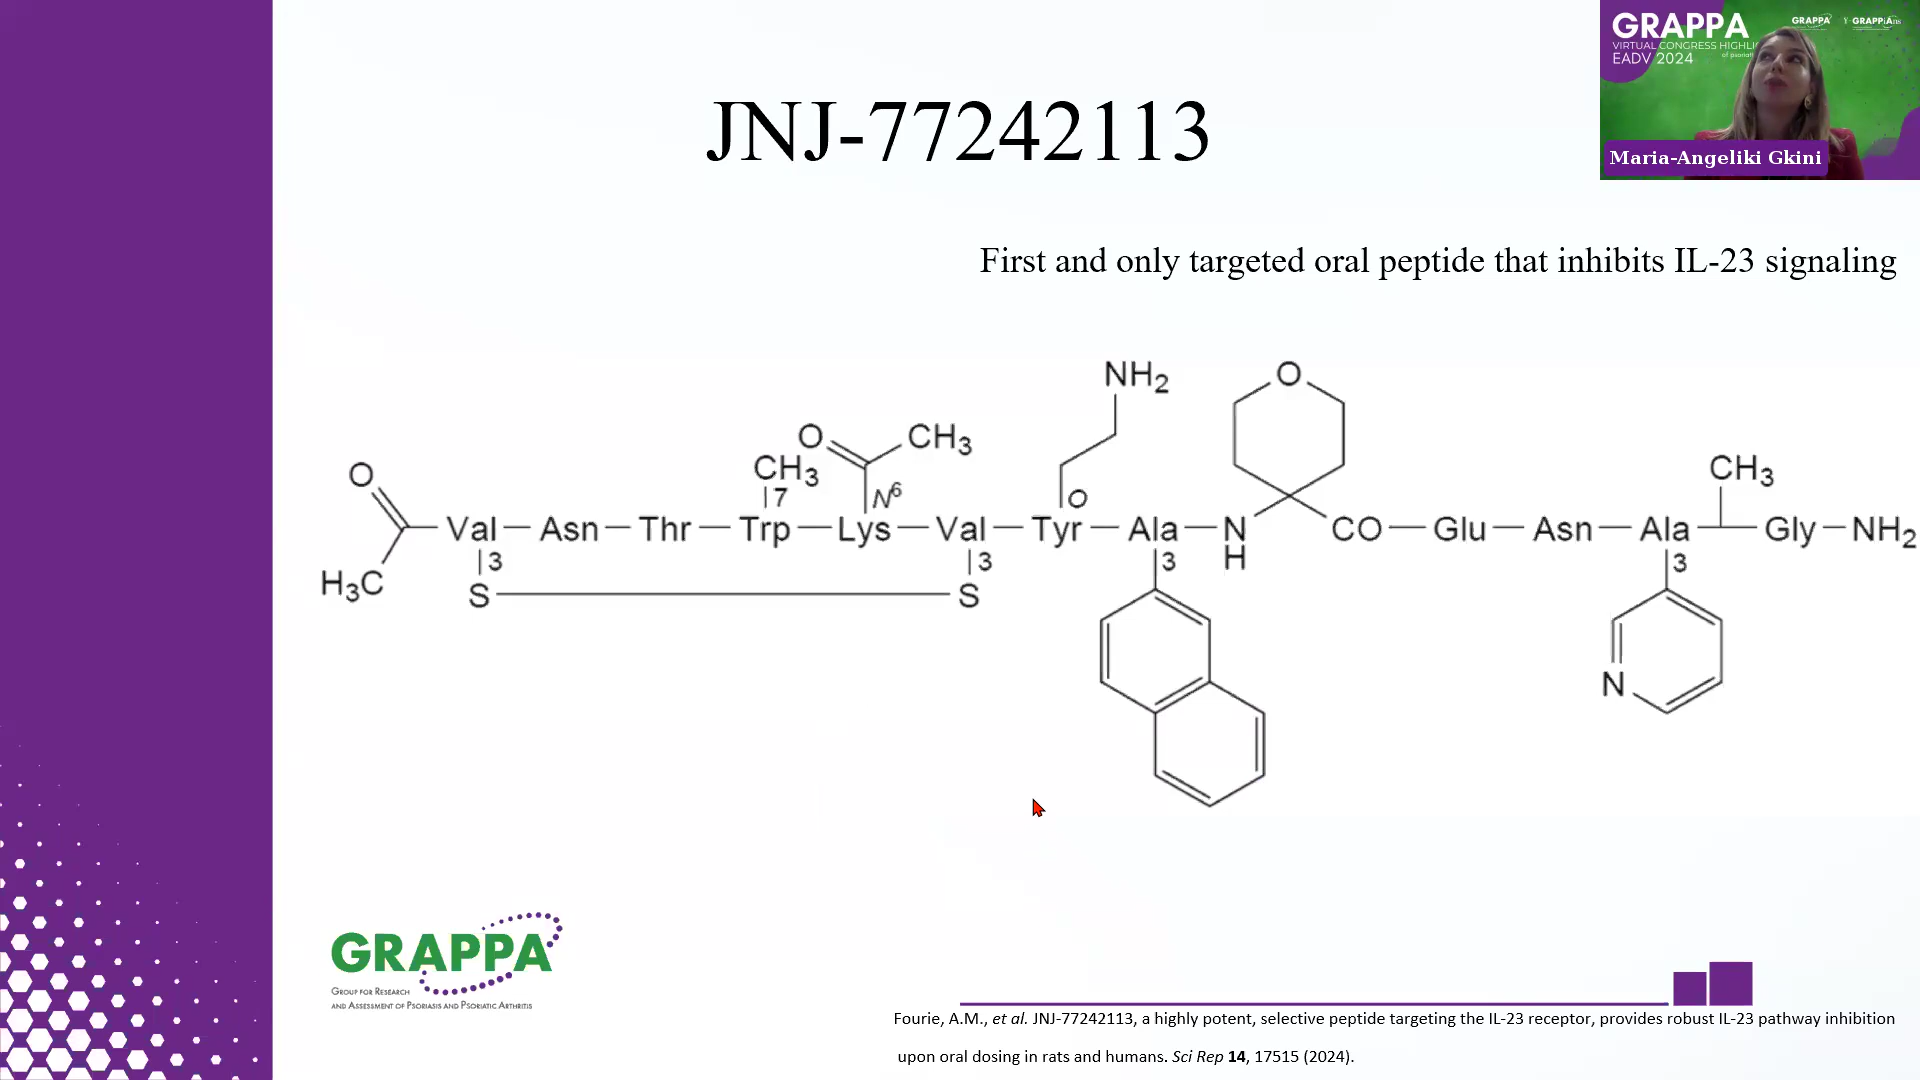 GRAPPA
VIRTUAL CONGRESS HIGHLI
EADV 2024
GRAPPA
Y-GRAPPAns
of psoriati
Maria-Angeliki Gkini
JNJ-77242113
First and only targeted oral peptide that inhibits IL-23 signaling
NH2
O
O
CH3
CH3
O
CH3
7
N6
O
Val Asn Thr Trp Lys Val Tyr Ala N CO Glu Asn Ala Gly NH2
H
3
3
3
3
H3C
S
S
N
GRAPPA
GROUP FOR RESEARCH
AND ASSESSMENT OF PSORIASIS AND PSORIATIC ARTHRITIS
Fourie, A.M., et al. JNJ-77242113, a highly potent, selective peptide targeting the IL-23 receptor, provides robust IL-23 pathway inhibition
upon oral dosing in rats and humans. Sci Rep 14, 17515 (2024).